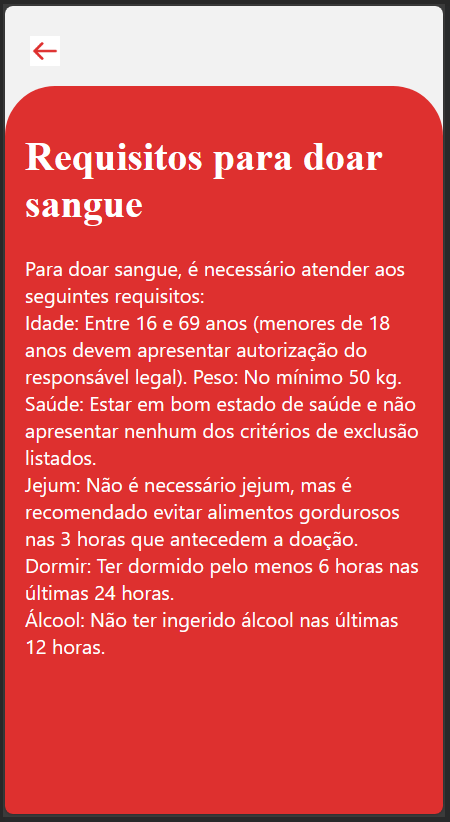 Requisitos para doar
sangue
Para doar sangue, é necessário atender aos
seguintes requisitos:
Idade: Entre 16 e 69 anos (menores de 18
anos devem apresentar autorização do
responsável legal). Peso: No mínimo 50 kg.
Saúde: Estar em bom estado de saúde e não
apresentar nenhum dos critérios de exclusão
listados.
Jejum: Não é necessário jejum, mas é
recomendado evitar alimentos gordurosos
nas 3 horas que antecedem a doação.
Dormir: Ter dormido pelo menos 6 horas nas
últimas 24 horas.
Álcool: Não ter ingerido álcool nas últimas
12 horas.